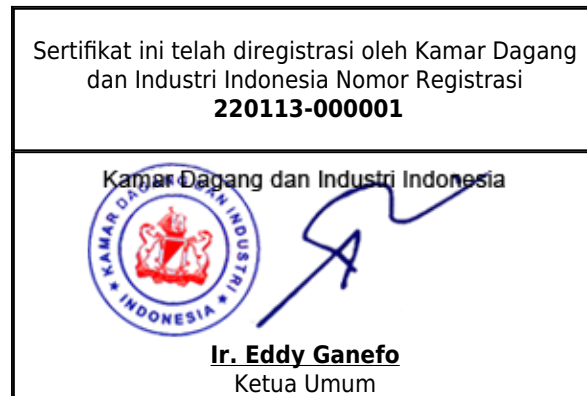 Sertifikat ini telah diregistrasi oleh Kamar Dagang
dan Industri Indonesia Nomor Registrasi
220113-000001
Kamar Dagang dan Industri Indonesia
KAMAR DAGANG DAN INDUSTRI
INDONESIA
Ir. Eddy Ganefo
Ketua Umum